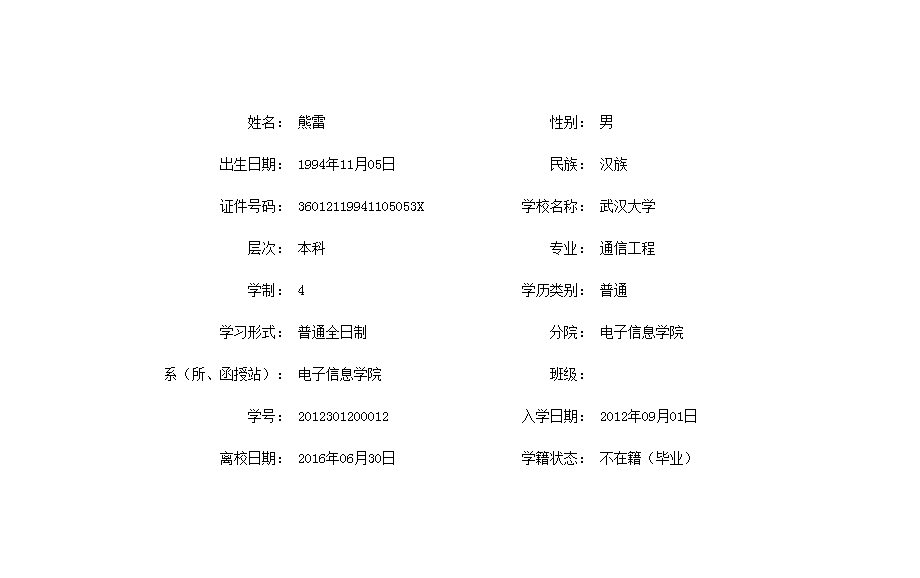 姓名： 熊雷 性别： 男
出生日期： 1994年11月05日 民族： 汉族
证件号码： 36012119941105053X 学校名称： 武汉大学
层次： 本科 专业： 通信工程
学制： 4 学历类别： 普通
学习形式： 普通全日制 分院： 电子信息学院
系（所、函授站）： 电子信息学院 班级：
学号： 2012301200012 入学日期： 2012年09月01日
离校日期： 2016年06月30日 学籍状态： 不在籍（毕业）